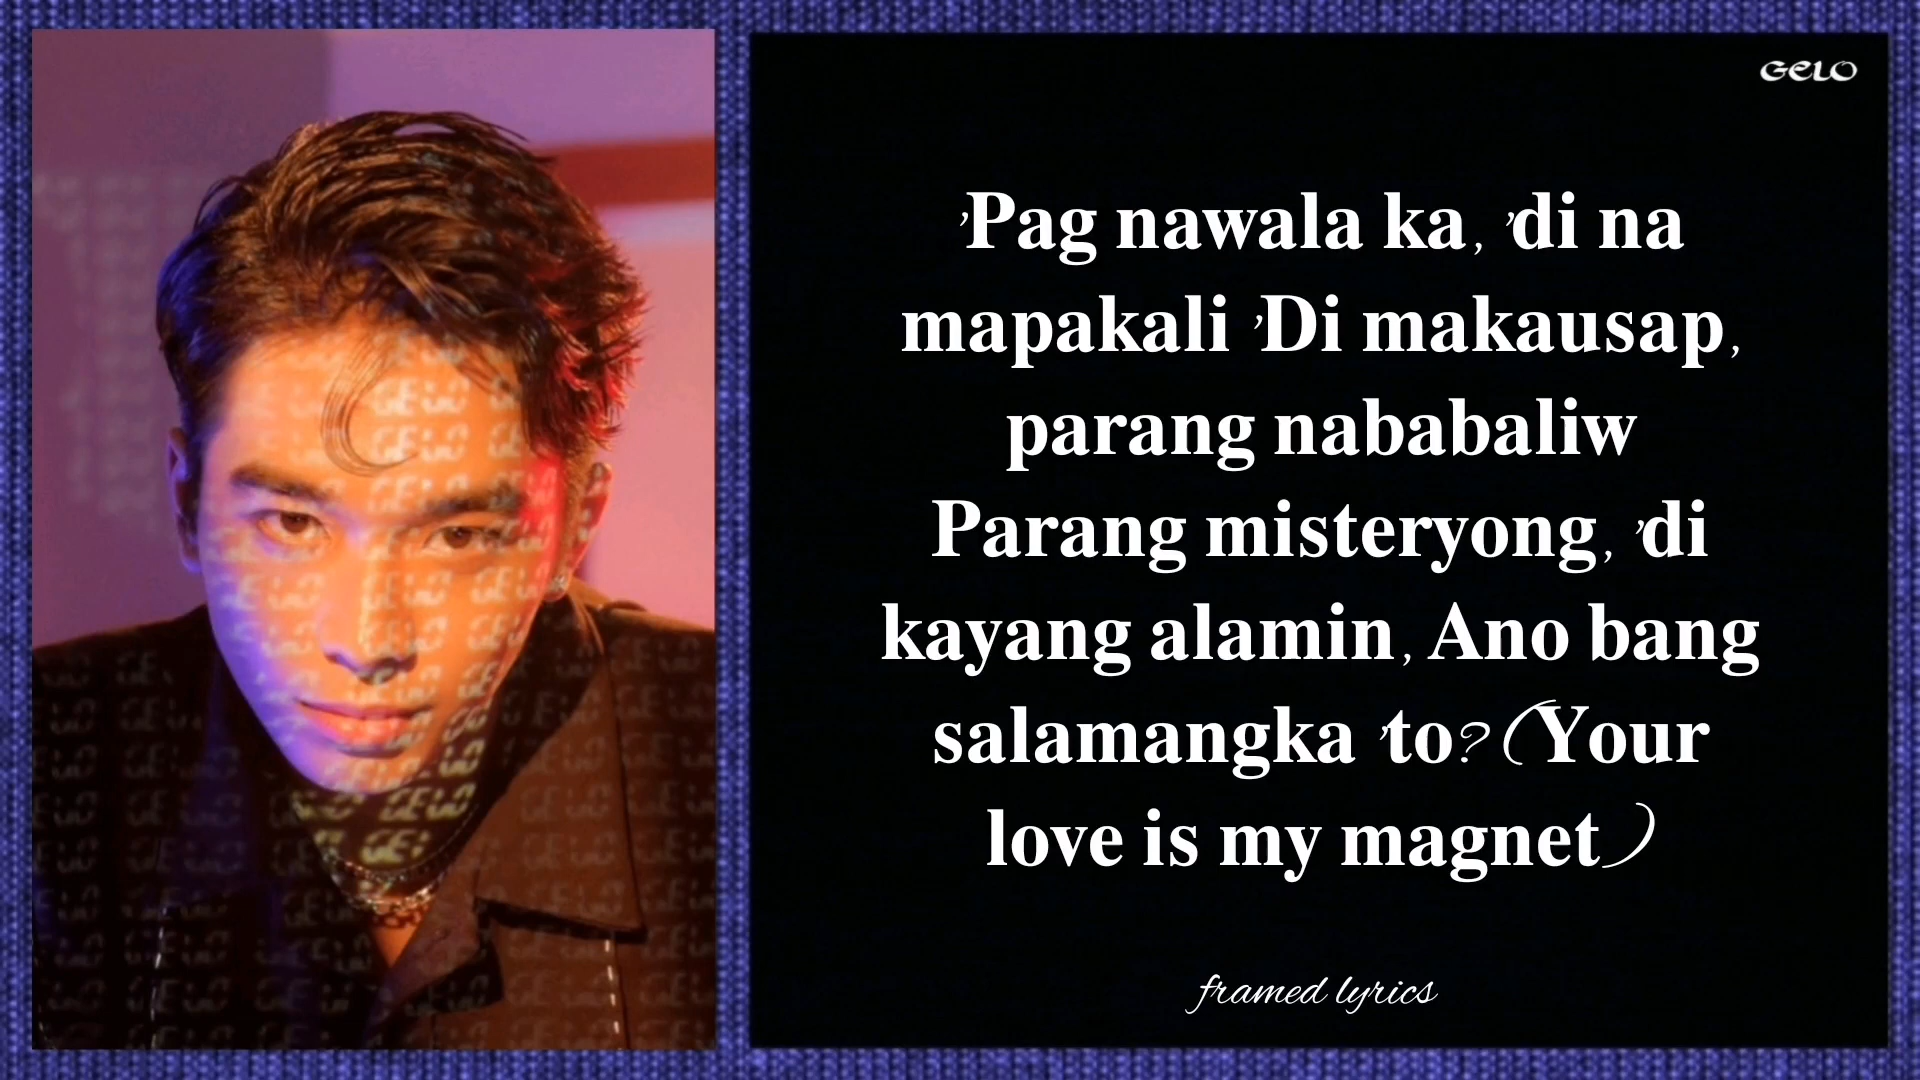 GELO
'Pag nawala ka, 'di na
mapakali 'Di makausap,
parang nababaliw
Parang misteryong, 'di
kayang alamin, Ano bang
salamangka 'to? (Your
love is my magnet)
framed lyrics